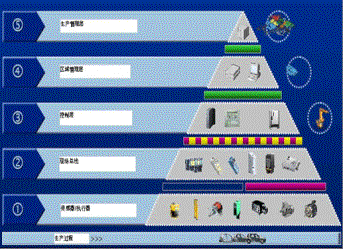 ⑤ 生产管理层
④ 区域管理层
③ 控制层
② 现场总线
① 传感器/执行器
生产过程 >>>